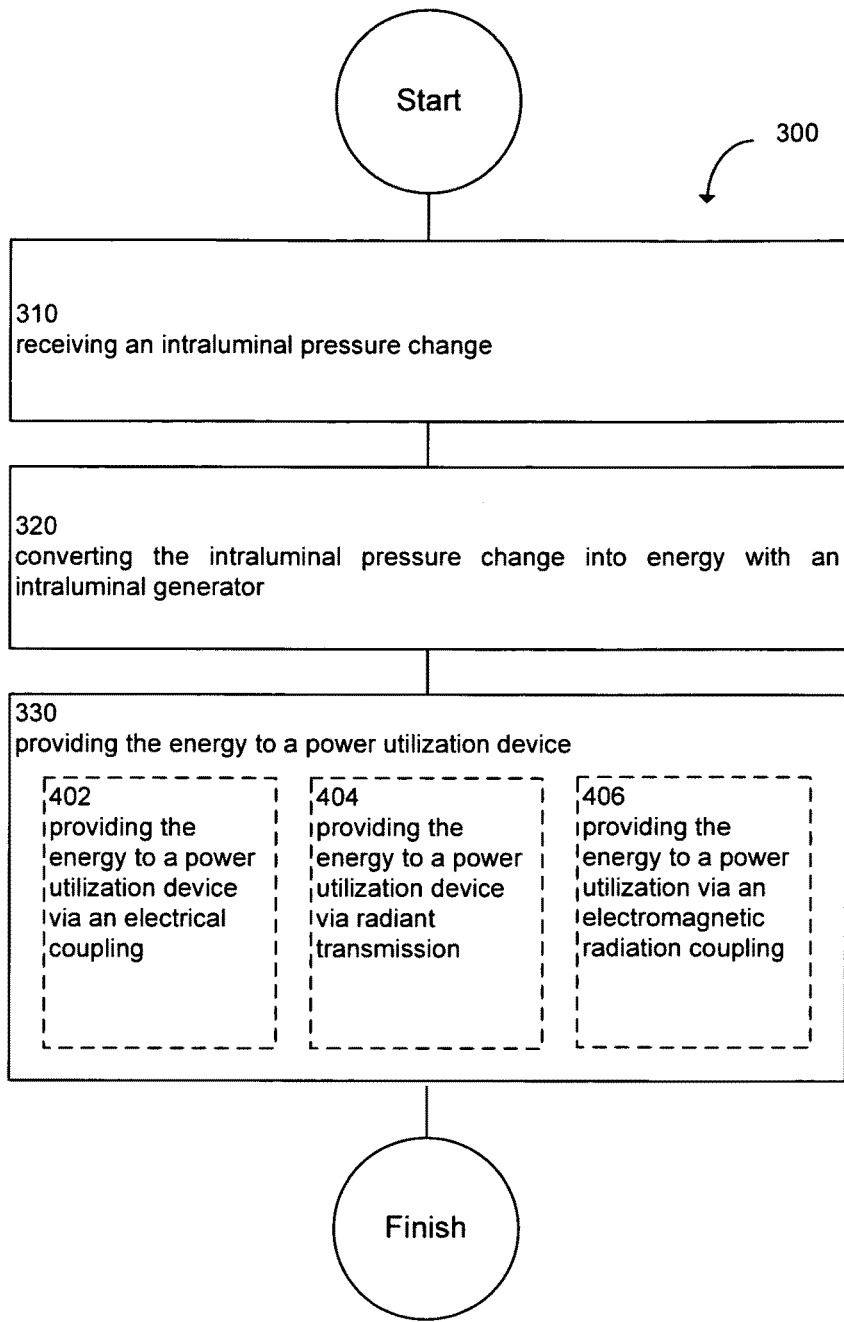 Start
300
310
receiving an intraluminal pressure change
320
converting the intraluminal pressure change into energy with an
intraluminal generator
330
providing the energy to a power utilization device
402
providing the
energy to a power
utilization device
via an electrical
coupling
404
providing the
energy to a power
utilization device
via radiant
transmission
406
providing the
energy to a power
utilization via an
electromagnetic
radiation coupling
Finish